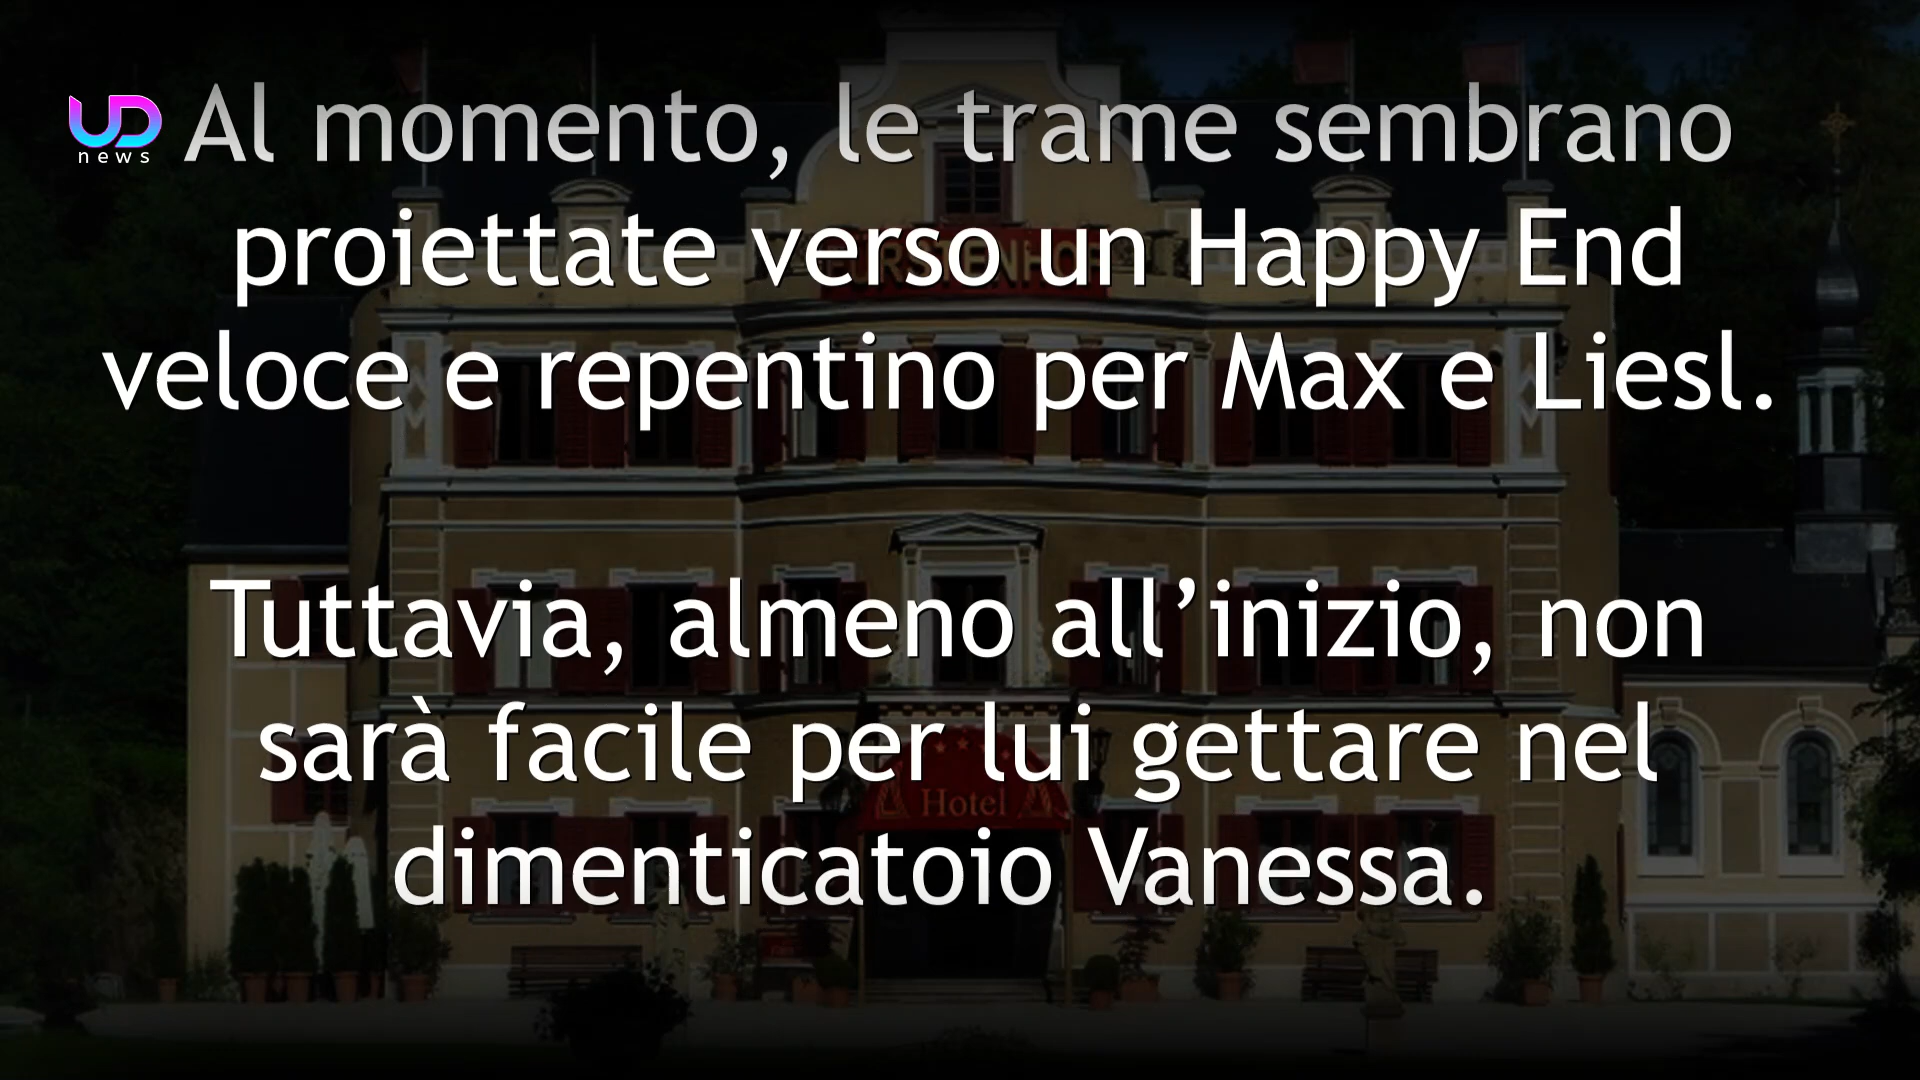 UD
news
Al momento, le trame sembrano
proiettate verso un Happy End
FÜRSTENHOF
veloce e repentino per Max e Liesl.
Tuttavia, almeno all’inizio, non
sarà facile per lui gettare nel
Hotel
dimenticatoio Vanessa.